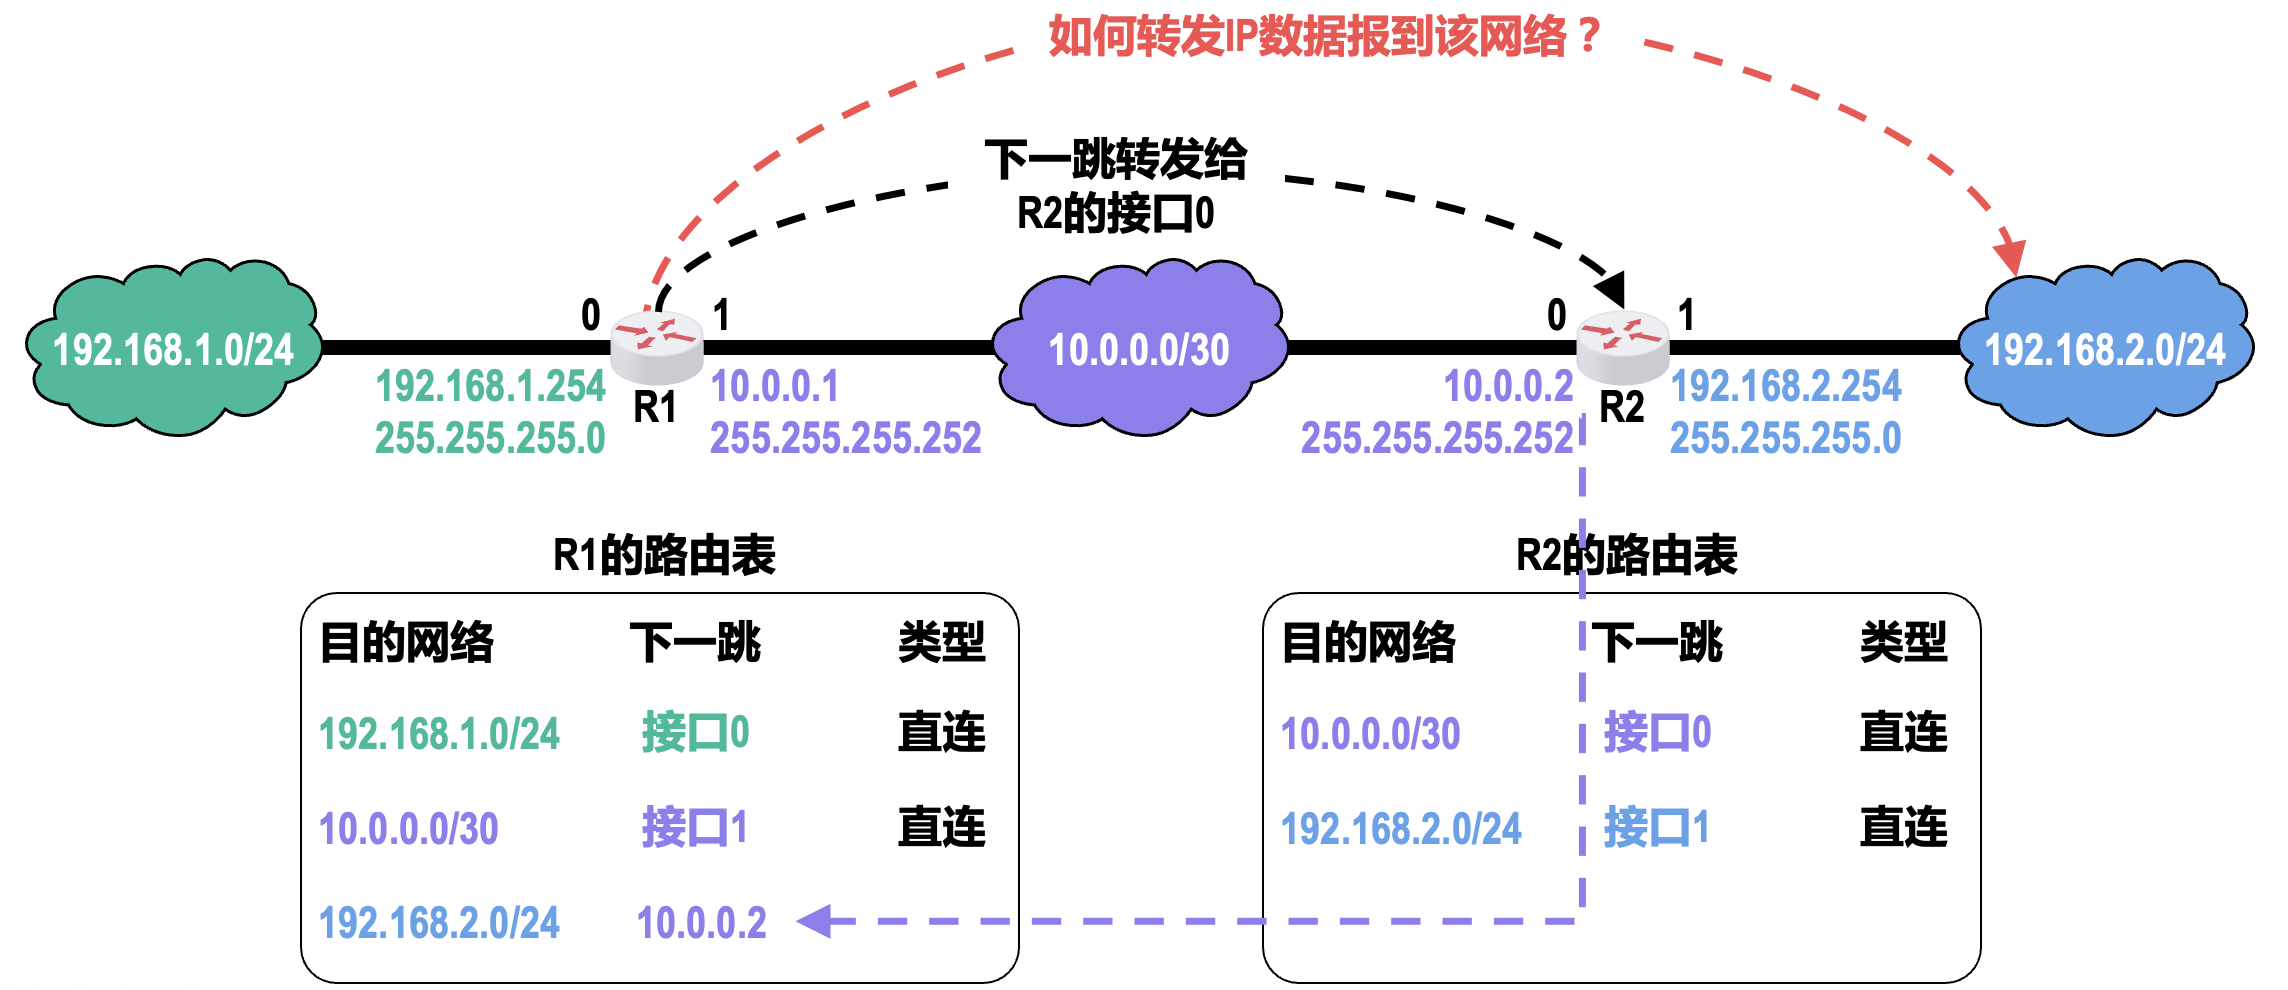 如何转发IP数据报到该网络？
下一跳转发给
R2的接口0
0
1
0
1
192.168.1.0/24
10.0.0.0/30
192.168.2.0/24
192.168.1.254
255.255.255.0
R1
10.0.0.1
255.255.255.252
10.0.0.2
255.255.255.252
R2
192.168.2.254
255.255.255.0
R1的路由表
目的网络 下一跳 类型
192.168.1.0/24 接口0 直连
10.0.0.0/30 接口1 直连
192.168.2.0/24 10.0.0.2
R2的路由表
目的网络 下一跳 类型
10.0.0.0/30 接口0 直连
192.168.2.0/24 接口1 直连